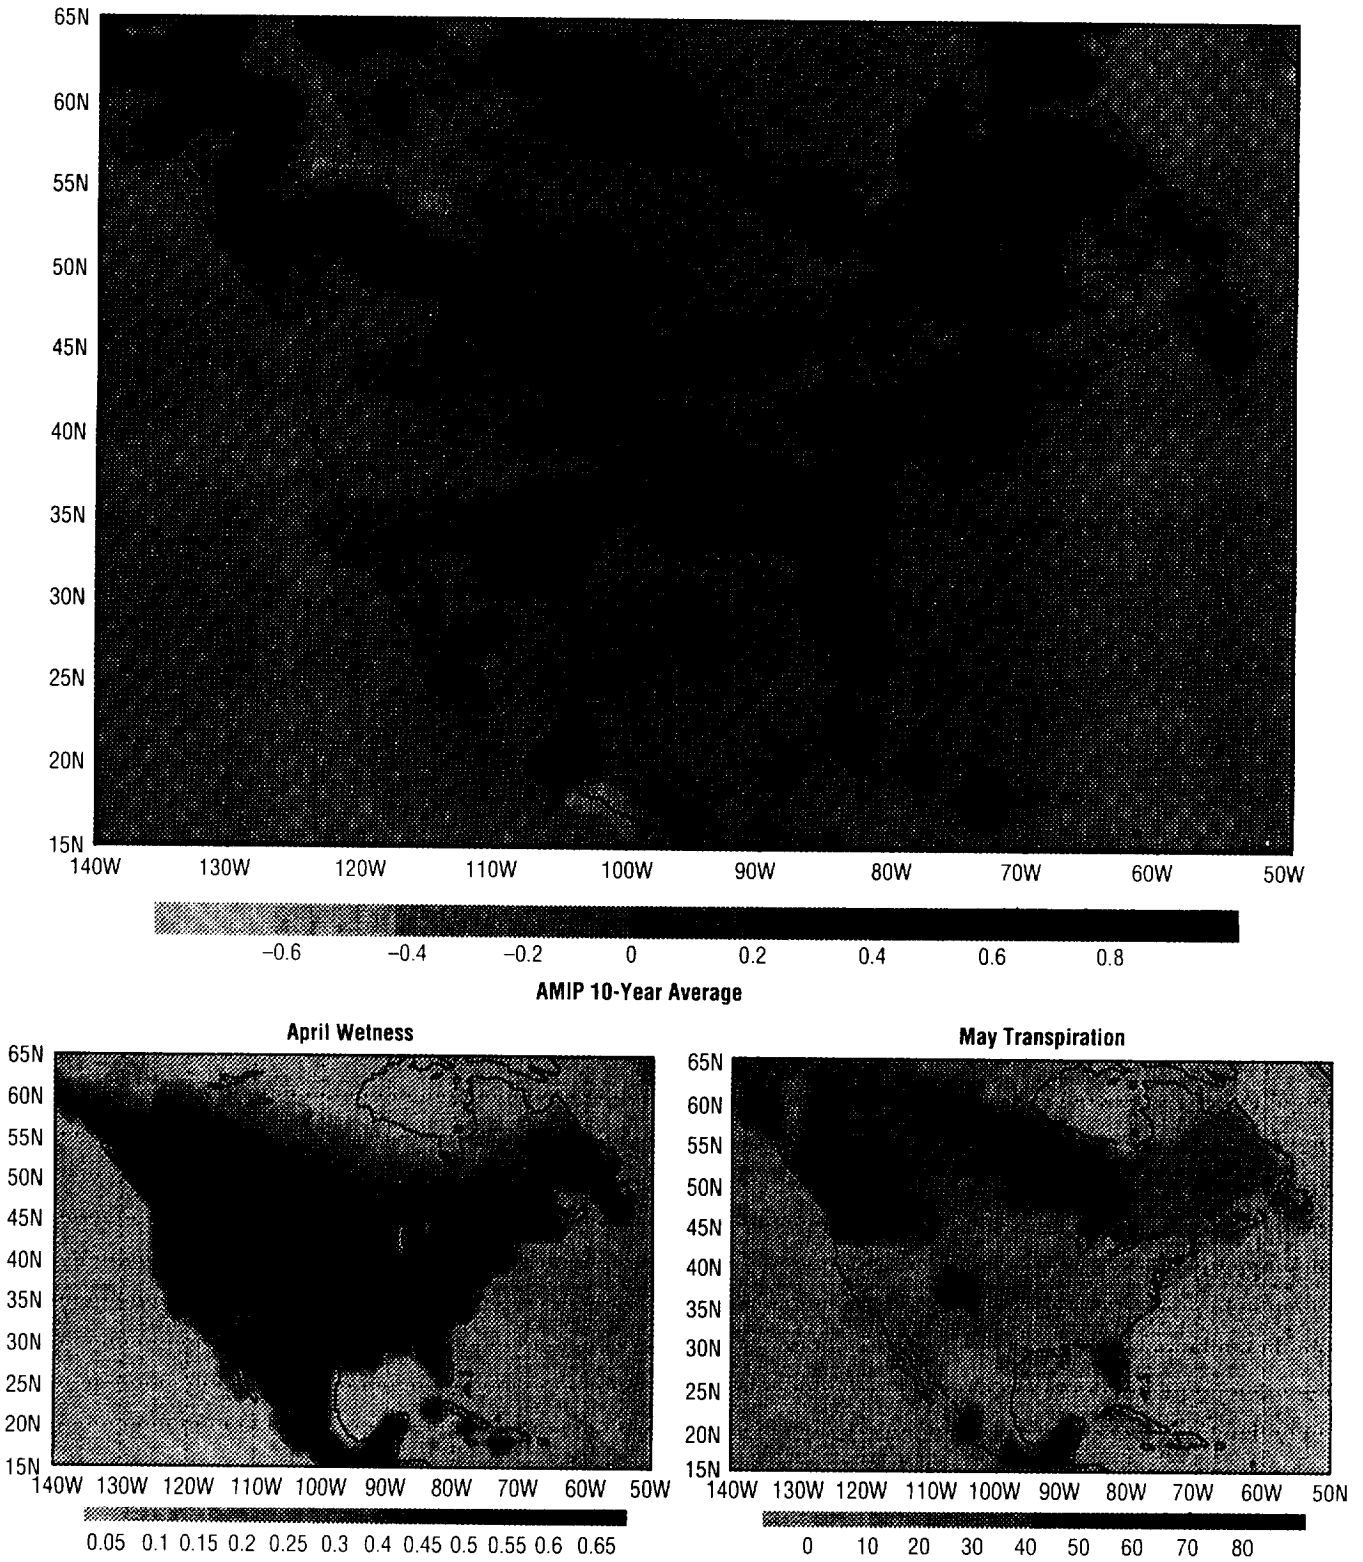 65N
60N
55N
50N
45N
40N
35N
30N
25N
20N
15N
140W 130W 120W 110W 100W 90W 80W 70W 60W 50W
−0.6 −0.4 −0.2 0 0.2 0.4 0.6 0.8
AMIP 10-Year Average
April Wetness
65N
60N
55N
50N
45N
40N
35N
30N
25N
20N
15N
140W 130W 120W 110W 100W 90W 80W 70W 60W 50W
0.05 0.1 0.15 0.2 0.25 0.3 0.4 0.45 0.5 0.55 0.6 0.65
May Transpiration
65N
60N
55N
50N
45N
40N
35N
30N
25N
20N
15N
140W 130W 120W 110W 100W 90W 80W 70W 60W 50N
0 10 20 30 40 50 60 70 80